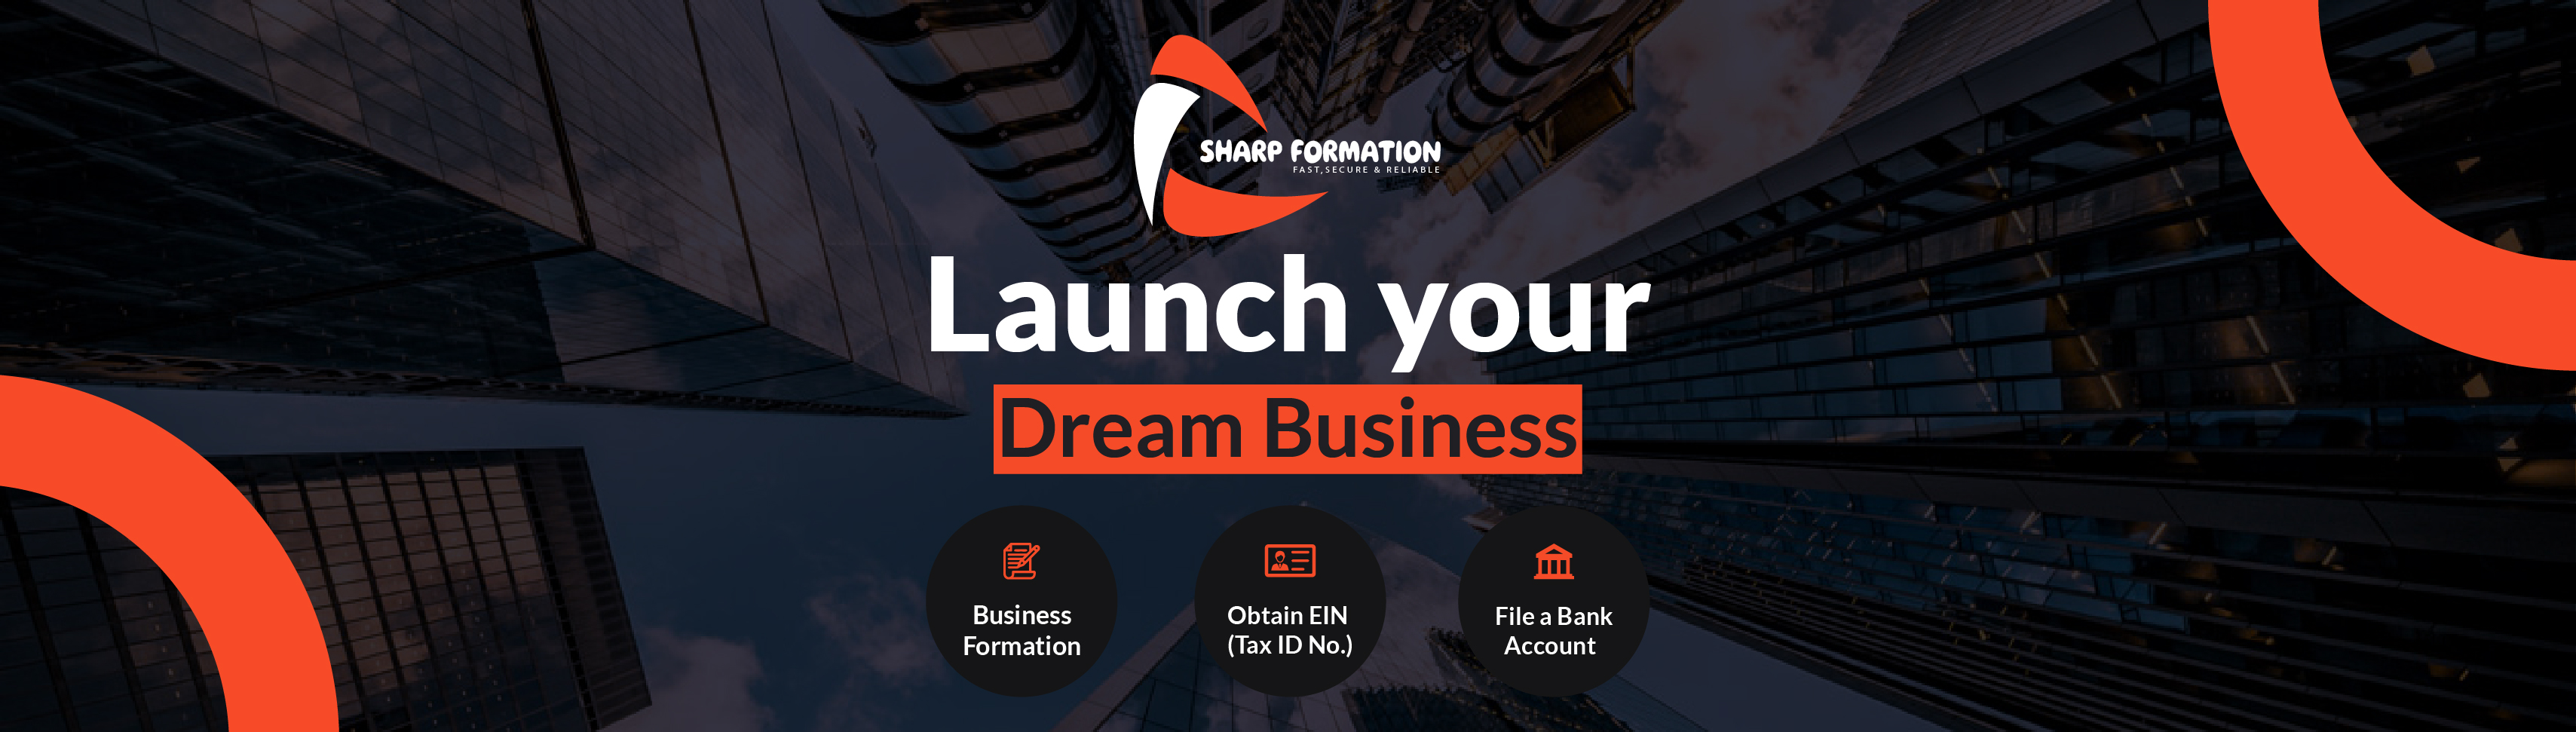 SHARP FORMATION
FAST,SECURE & RELIABLE
Launch your
Dream Business
Business
Formation
Obtain EIN
(Tax ID No.)
File a Bank
Account